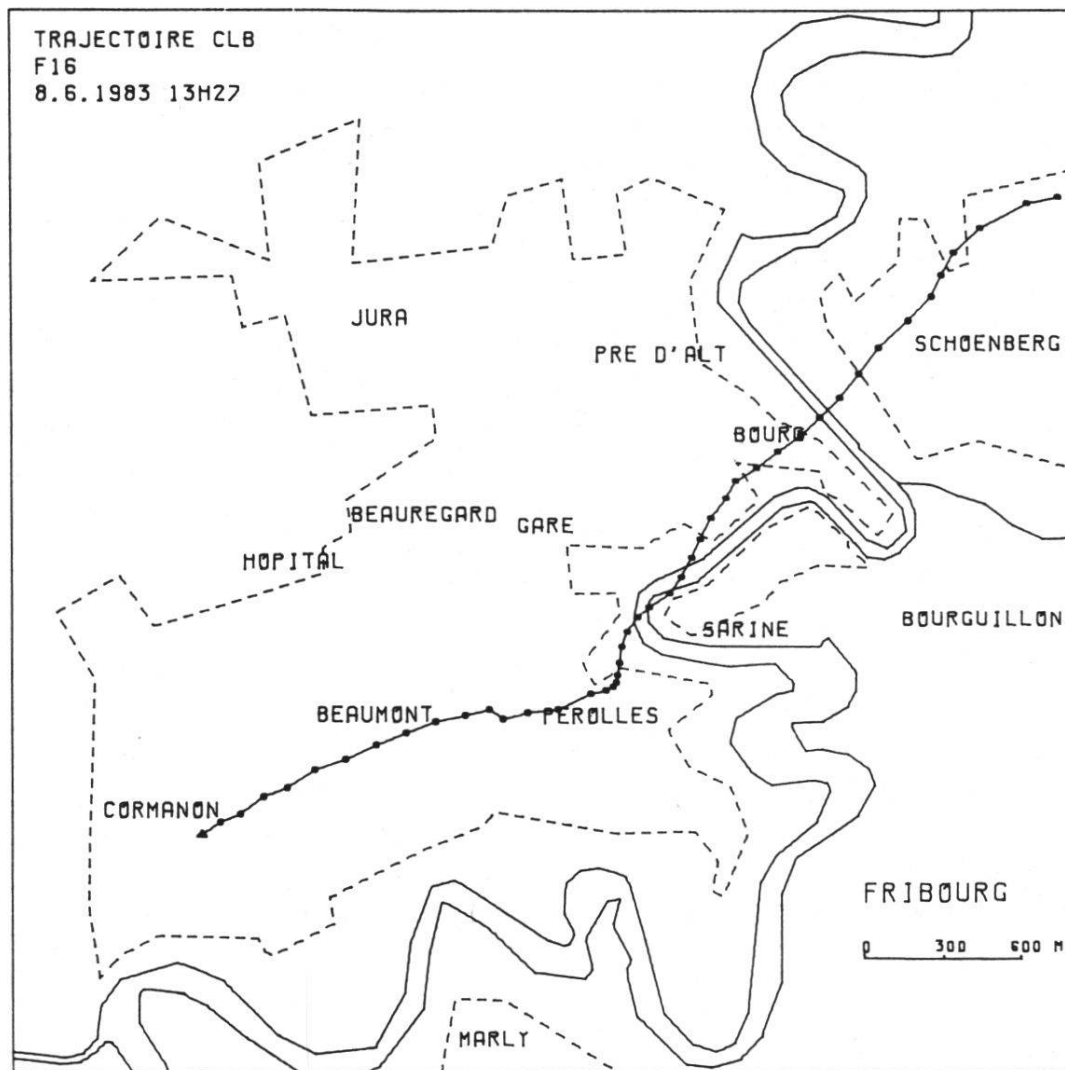 TRAJECTOIRE CLB
F16
8.6.1983 13H27
JURA
PRE D'ALT
SCHOENBERG
BOURG
BEAUREGARD
GARE
HOPITAL
SARINE
BOURGUILLON
BEAUMONT
PEROLLES
CORMANON
FRIBOURG
0 300 600 M
MARLY